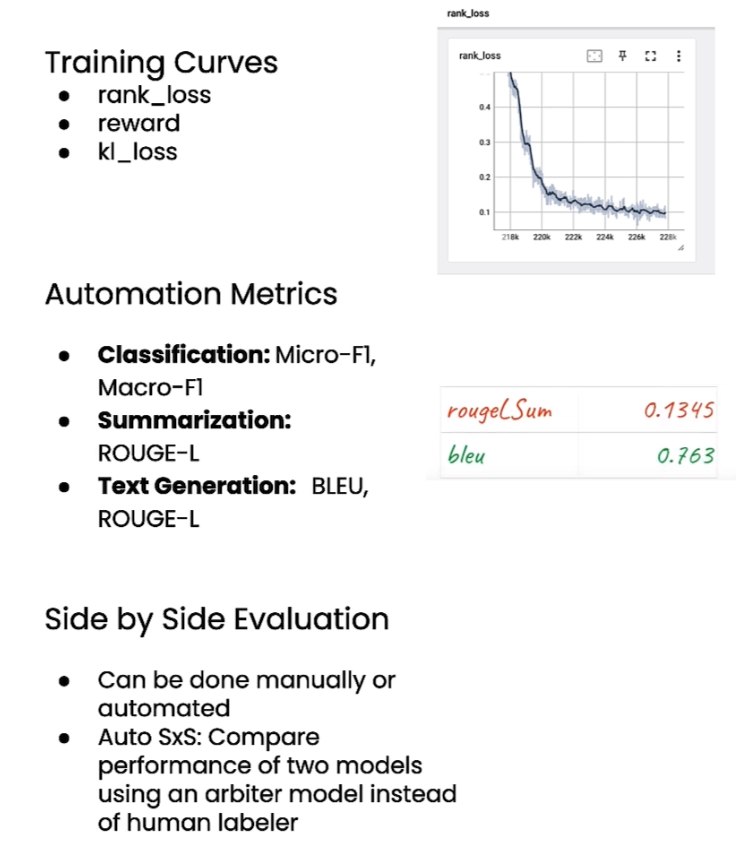 rank_loss
Training Curves
● rank_loss
● reward
● kl_loss
rank_loss
0.4
0.3
0.2
0.1
218k 220k 222k 224k 226k 228k
Automation Metrics
● Classification: Micro-F1,
Macro-F1
● Summarization:
ROUGE-L
● Text Generation: BLEU,
ROUGE-L
rougeLSum 0.1345
bleu 0.763
Side by Side Evaluation
● Can be done manually or
automated
● Auto SxS: Compare
performance of two models
using an arbiter model instead
of human labeler